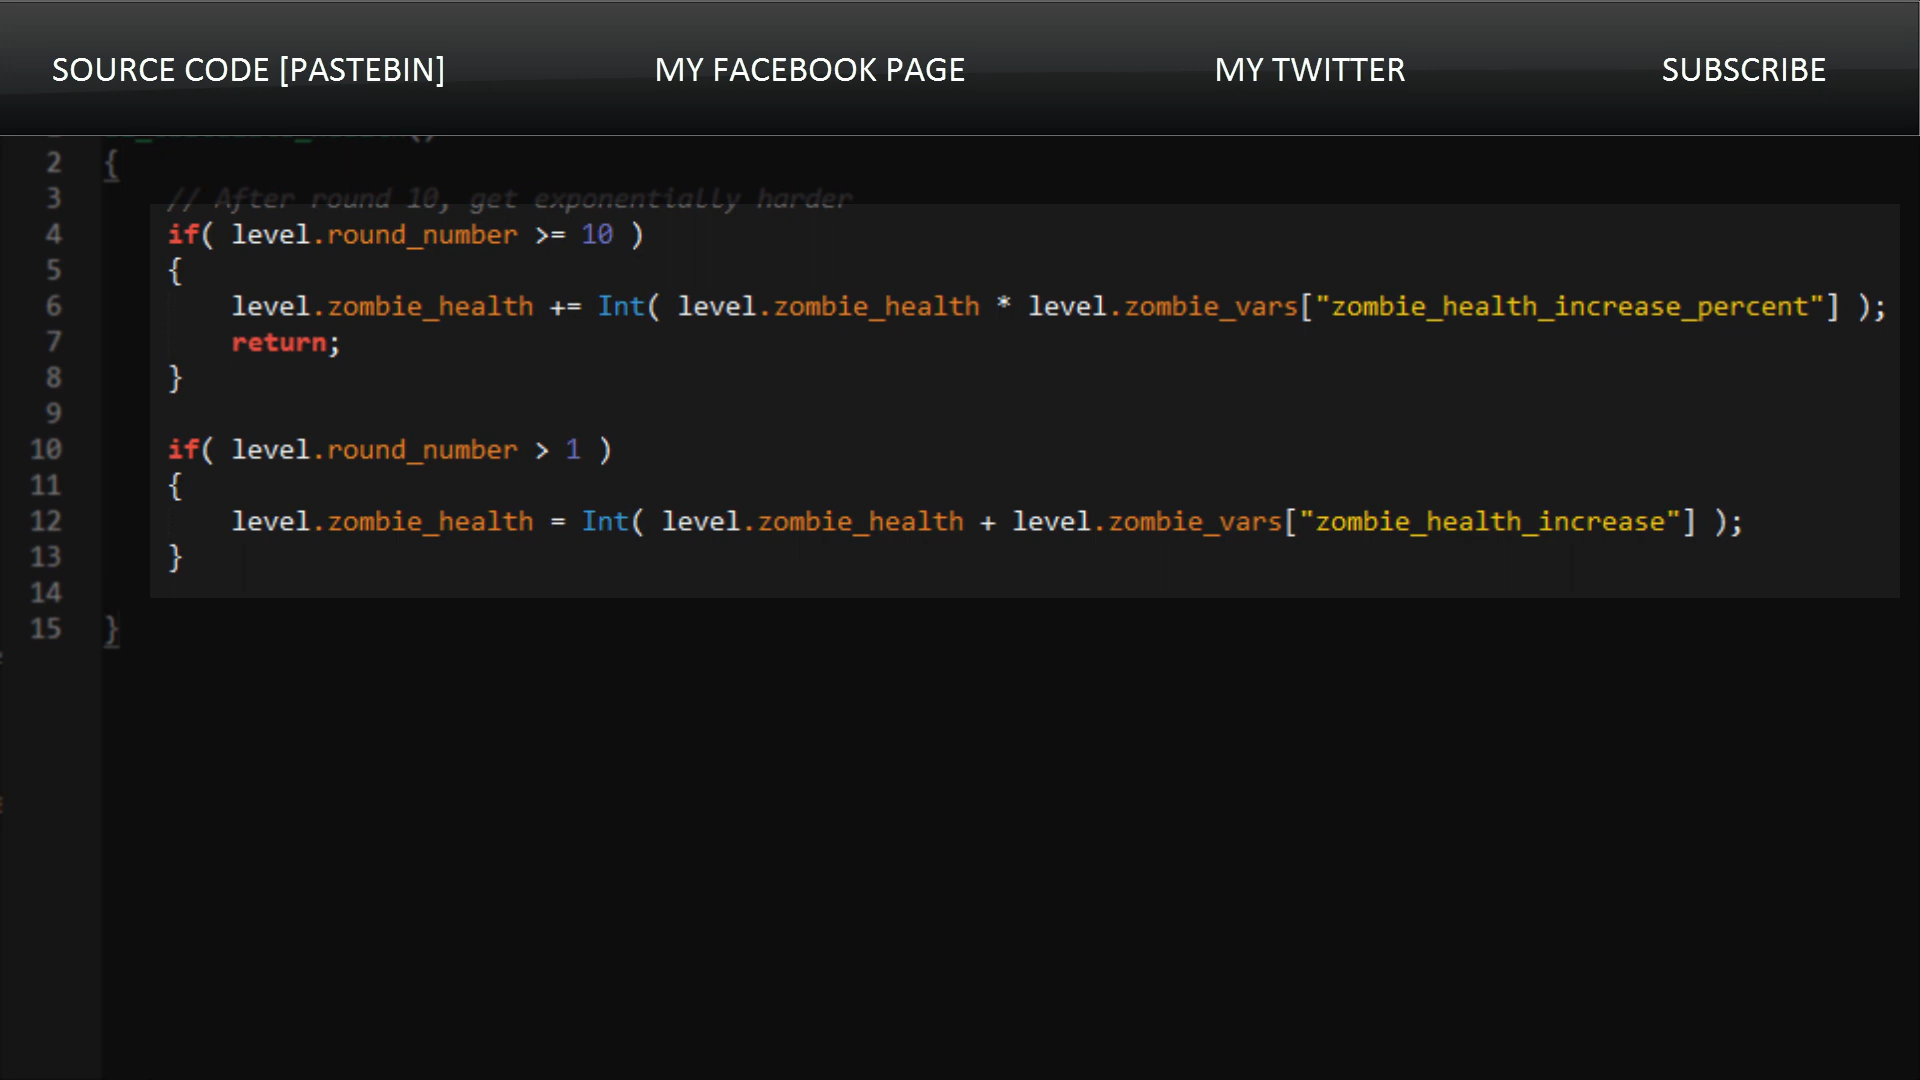 SOURCE CODE [PASTEBIN] MY FACEBOOK PAGE MY TWITTER SUBSCRIBE
2 {
3 // After round 10, get exponentially harder
4 if( level.round_number >= 10 )
5 {
6 level.zombie_health += Int( level.zombie_health * level.zombie_vars["zombie_health_increase_percent"] );
7 return;
8 }
9
10 if( level.round_number > 1 )
11 {
12 level.zombie_health = Int( level.zombie_health + level.zombie_vars["zombie_health_increase"] );
13 }
14
15 }